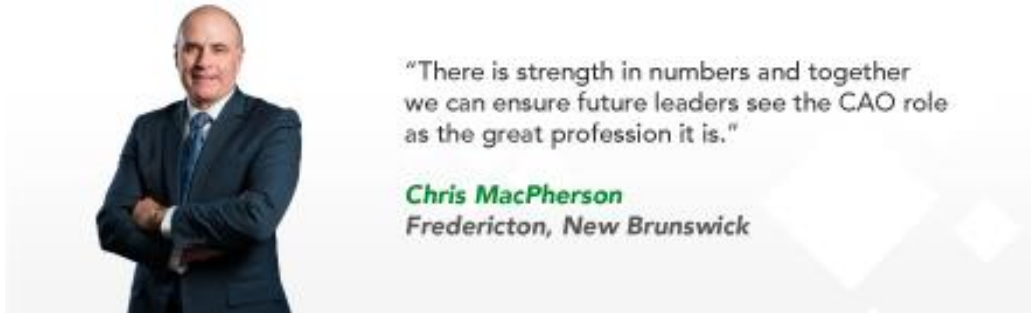 “There is strength in numbers and together
we can ensure future leaders see the CAO role
as the great profession it is.”
Chris MacPherson
Fredericton, New Brunswick